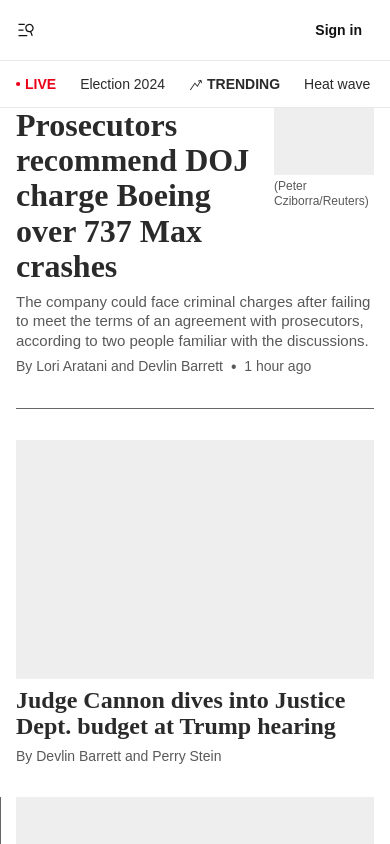 Sign in
LIVE
Election 2024
TRENDING
Heat wave
Prosecutors
recommend DOJ
charge Boeing
over 737 Max
crashes
(Peter
Cziborra/Reuters)
The company could face criminal charges after failing
to meet the terms of an agreement with prosecutors,
according to two people familiar with the discussions.
By Lori Aratani and Devlin Barrett • 1 hour ago
Judge Cannon dives into Justice
Dept. budget at Trump hearing
By Devlin Barrett and Perry Stein